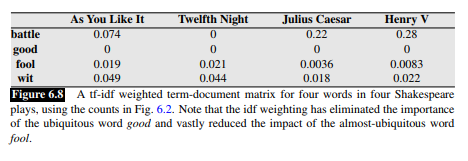 As You Like It Twelfth Night Julius Caesar Henry V
battle 0.074 0 0.22 0.28
good 0 0 0 0
fool 0.019 0.021 0.0036 0.0083
wit 0.049 0.044 0.018 0.022
Figure 6.8 A tf-idf weighted term-document matrix for four words in four Shakespeare
plays, using the counts in Fig. 6.2. Note that the idf weighting has eliminated the importance
of the ubiquitous word good and vastly reduced the impact of the almost-ubiquitous word
fool.